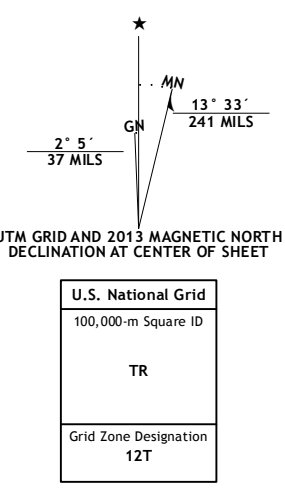 ★
MN
GN
13° 33´
241 MILS
2° 5´
37 MILS
UTM GRID AND 2013 MAGNETIC NORTH
DECLINATION AT CENTER OF SHEET
U.S. National Grid
100,000-m Square ID
TR
Grid Zone Designation
12T